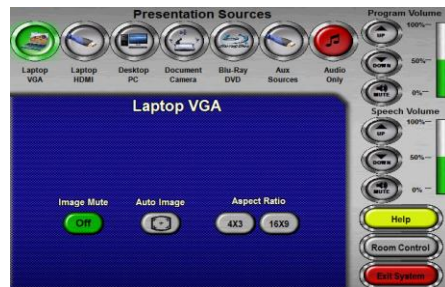 Presentation Sources
Laptop VGA
Laptop HDMI
Desktop PC
Document Camera
Blu-Ray DVD
Aux Sources
Audio Only
Laptop VGA
Image Mute
Auto Image
Aspect Ratio
Off
4X3
16X9
Program Volume
100%
UP
50%
DOWN
0%
MUTE
Speech Volume
100%
UP
50%
DOWN
0%
MUTE
Help
Room Control
Exit System